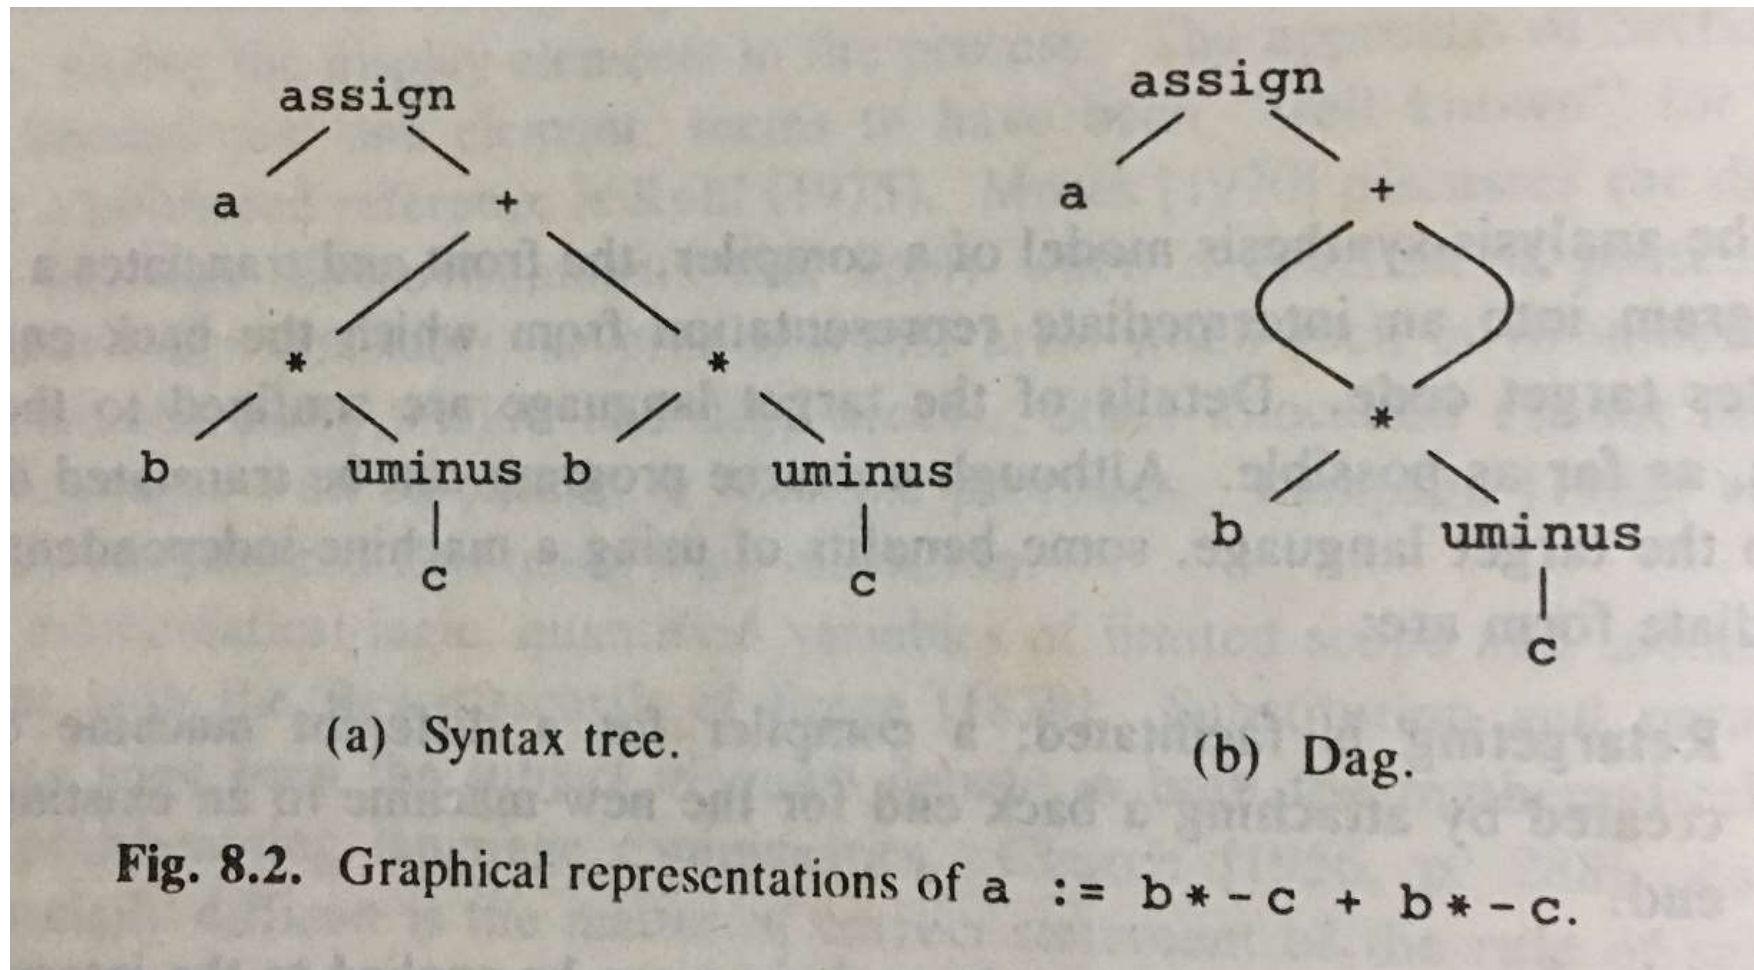 assign
a +
* *
b uminus b uminus
c c
(a) Syntax tree.
assign
a +
*
b uminus
c
(b) Dag.
Fig. 8.2. Graphical representations of a := b*-c + b*-c.